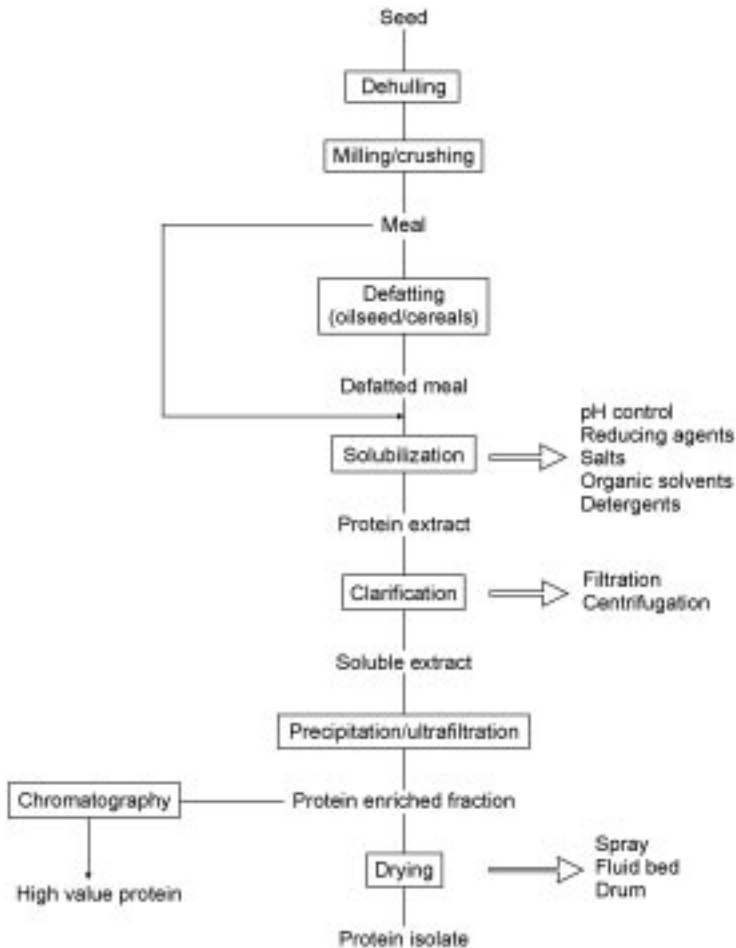 Seed
Dehulling
Milling/crushing
Meal
Defatting
(oilseed/cereals)
Defatted meal
Solubilization
pH control
Reducing agents
Salts
Organic solvents
Detergents
Protein extract
Clarification
Filtration
Centrifugation
Soluble extract
Precipitation/ultrafiltration
Chromatography
Protein enriched fraction
Drying
Spray
Fluid bed
Drum
High value protein
Protein isolate